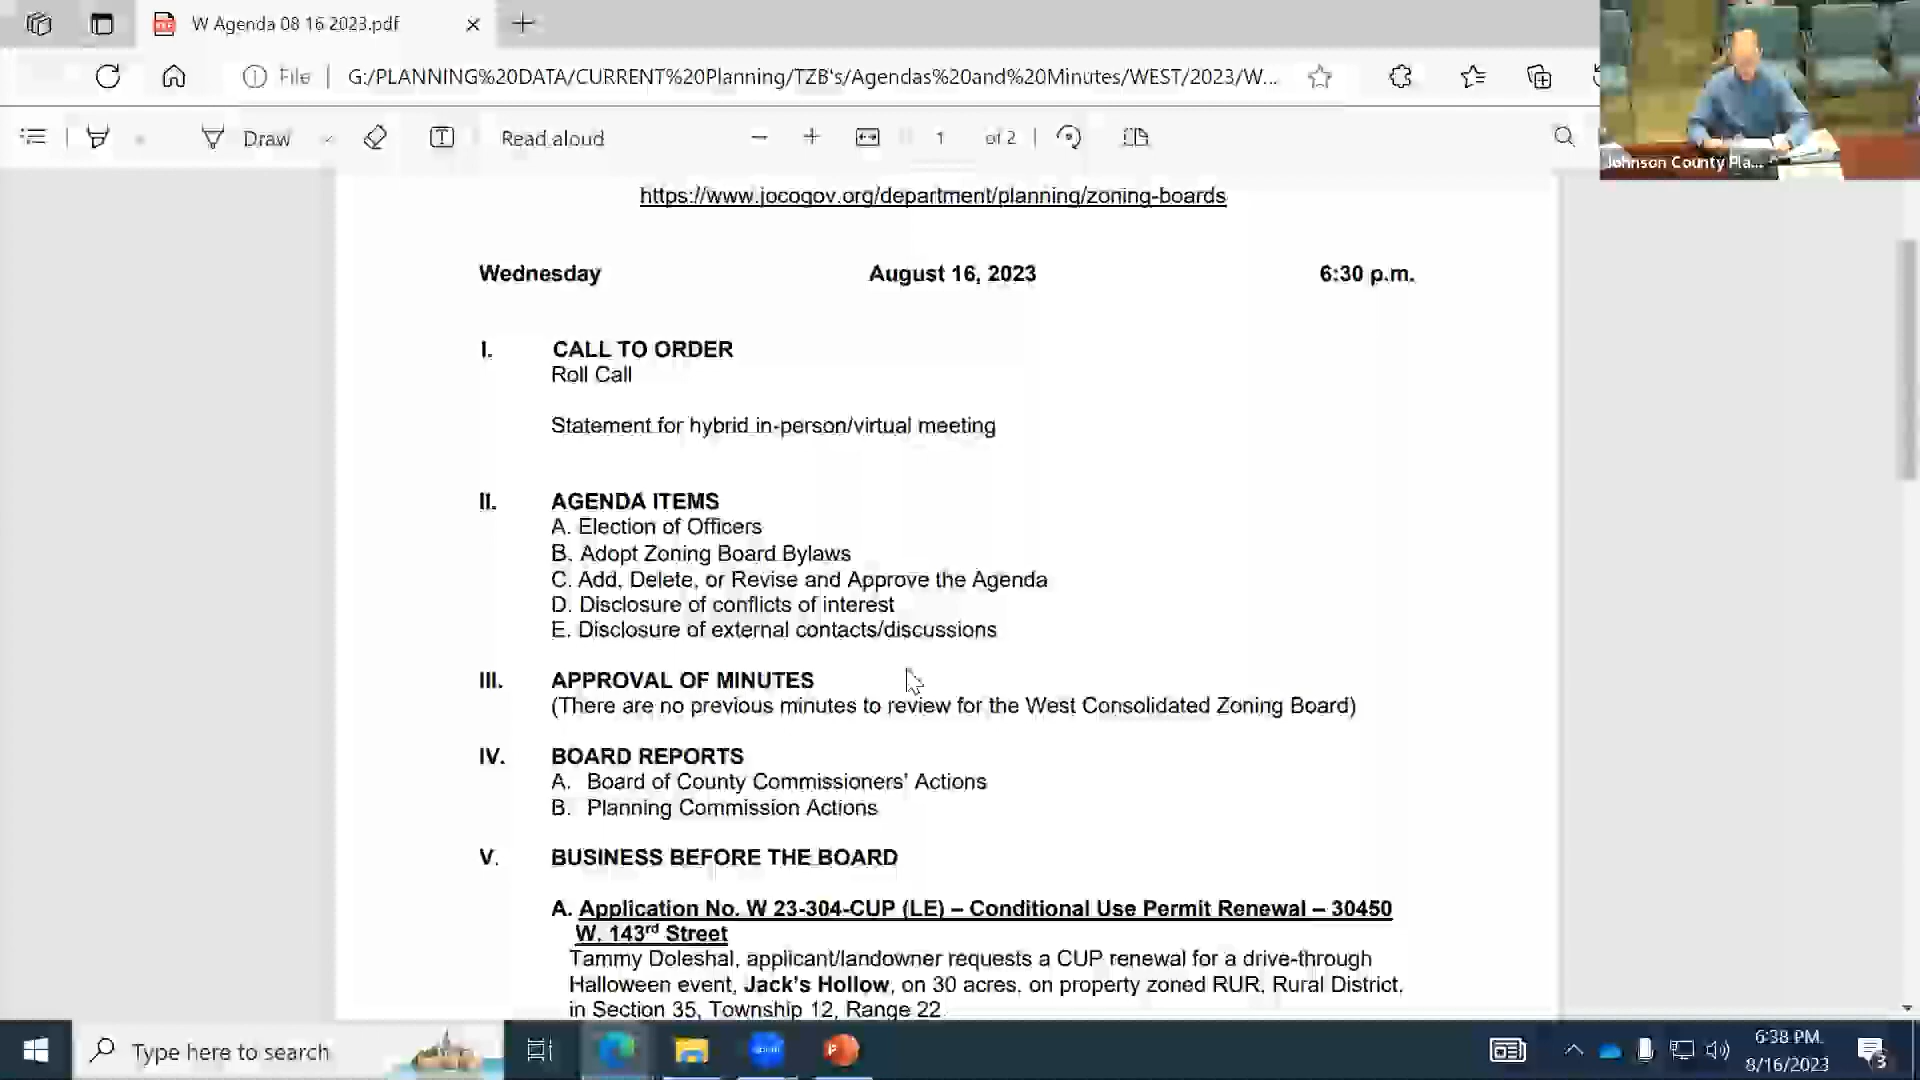 W Agenda 08 16 2023.pdf
File
G:/PLANNING%20DATA/CURRENT%20Planning/TZB's/Agendas%20and%20Minutes/WEST/2023/W...
Draw
Read aloud
1 of 2
Johnson County Pla...
https://www.jocogov.org/department/planning/zoning-boards
Wednesday August 16, 2023 6:30 p.m.
I. CALL TO ORDER
Roll Call
Statement for hybrid in-person/virtual meeting
II. AGENDA ITEMS
A. Election of Officers
B. Adopt Zoning Board Bylaws
C. Add, Delete, or Revise and Approve the Agenda
D. Disclosure of conflicts of interest
E. Disclosure of external contacts/discussions
III. APPROVAL OF MINUTES
(There are no previous minutes to review for the West Consolidated Zoning Board)
IV. BOARD REPORTS
A. Board of County Commissioners' Actions
B. Planning Commission Actions
V. BUSINESS BEFORE THE BOARD
A. Application No. W 23-304-CUP (LE) – Conditional Use Permit Renewal – 30450
W. 143rd Street
Tammy Doleshal, applicant/landowner requests a CUP renewal for a drive-through
Halloween event, Jack's Hollow, on 30 acres, on property zoned RUR, Rural District,
in Section 35, Township 12, Range 22
Type here to search
6:38 PM
8/16/2023
3